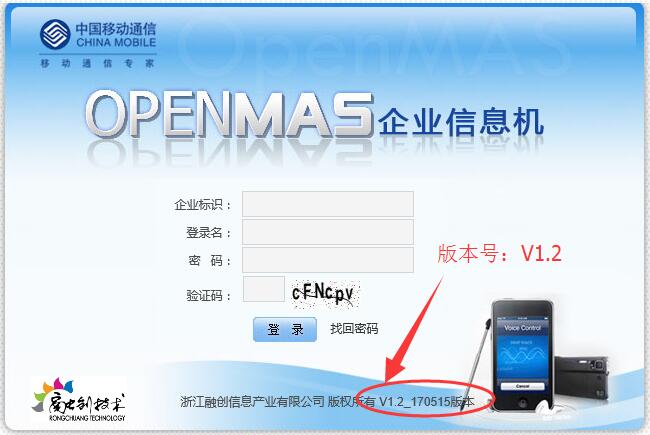 中国移动通信
CHINA MOBILE
移动通信专家
OpenMAS
OPENMAS企业信息机
企业标识：
登录名：
密 码：
版本号：V1.2
验证码：
cFNcpv
登 录 找回密码
Voice Control
Cancel
融创技术
RONGCHUANG TECHNOLOGY
浙江融创信息产业有限公司 版权所有 V1.2_170515版本